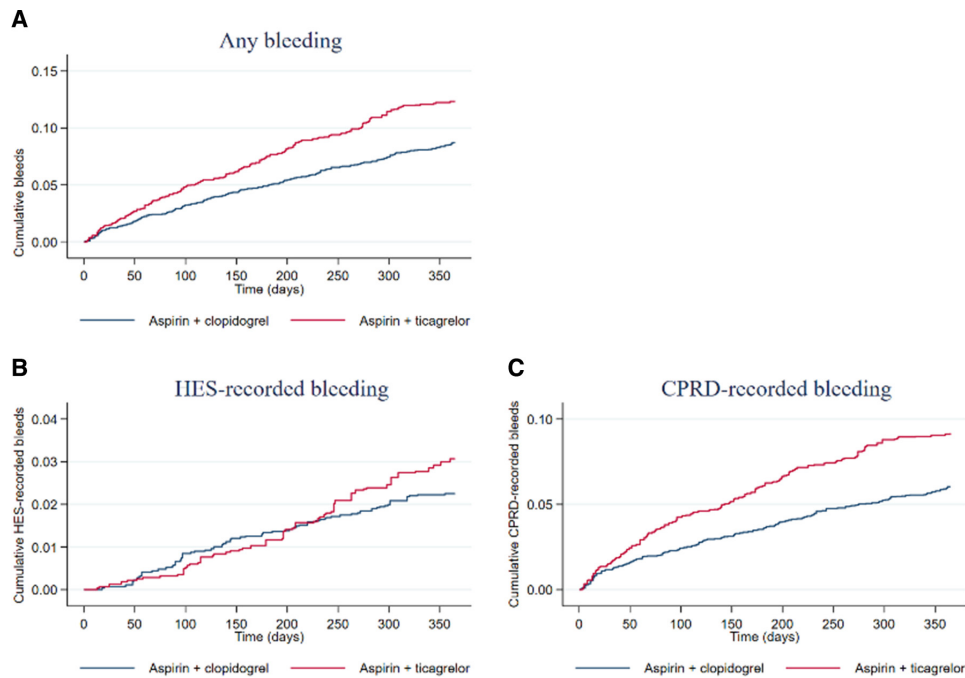 A
Any bleeding
Cumulative bleeds
0.15
0.10
0.05
0.00
0 50 100 150 200 250 300 350
Time (days)
Aspirin + clopidogrel Aspirin + ticagrelor
B
HES-recorded bleeding
Cumulative HES-recorded bleeds
0.04
0.03
0.02
0.01
0.00
0 50 100 150 200 250 300 350
Time (days)
Aspirin + clopidogrel Aspirin + ticagrelor
C
CPRD-recorded bleeding
Cumulative CPRD-recorded bleeds
0.10
0.05
0.00
0 50 100 150 200 250 300 350
Time (days)
Aspirin + clopidogrel Aspirin + ticagrelor